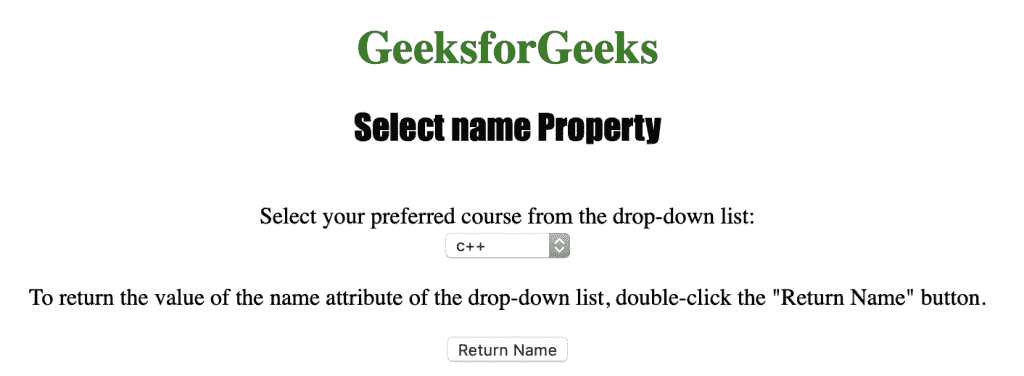 GeeksforGeeks
Select name Property
Select your preferred course from the drop-down list:
c++
To return the value of the name attribute of the drop-down list, double-click the "Return Name" button.
Return Name